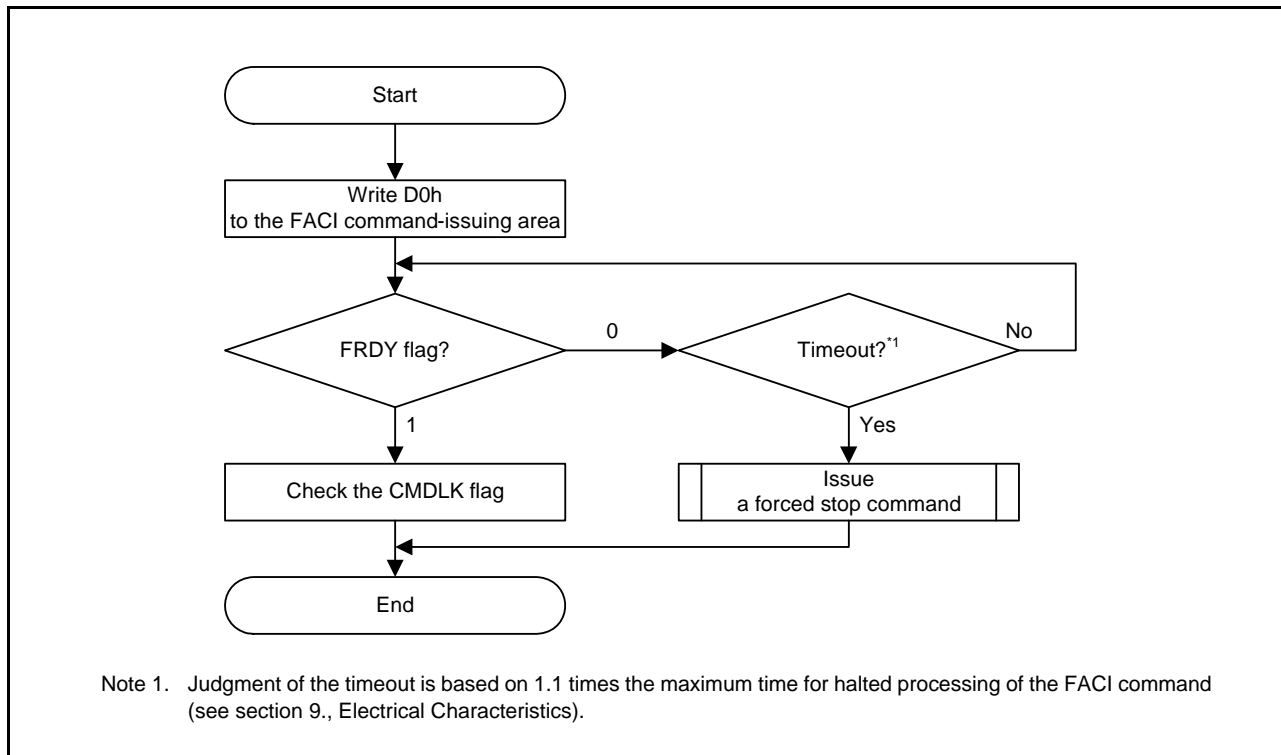 Start
Write D0h
to the FACI command-issuing area
FRDY flag?
0
Timeout?*1
No
1
Yes
Check the CMDLK flag
Issue
a forced stop command
End
Note 1. Judgment of the timeout is based on 1.1 times the maximum time for halted processing of the FACI command
(see section 9., Electrical Characteristics).